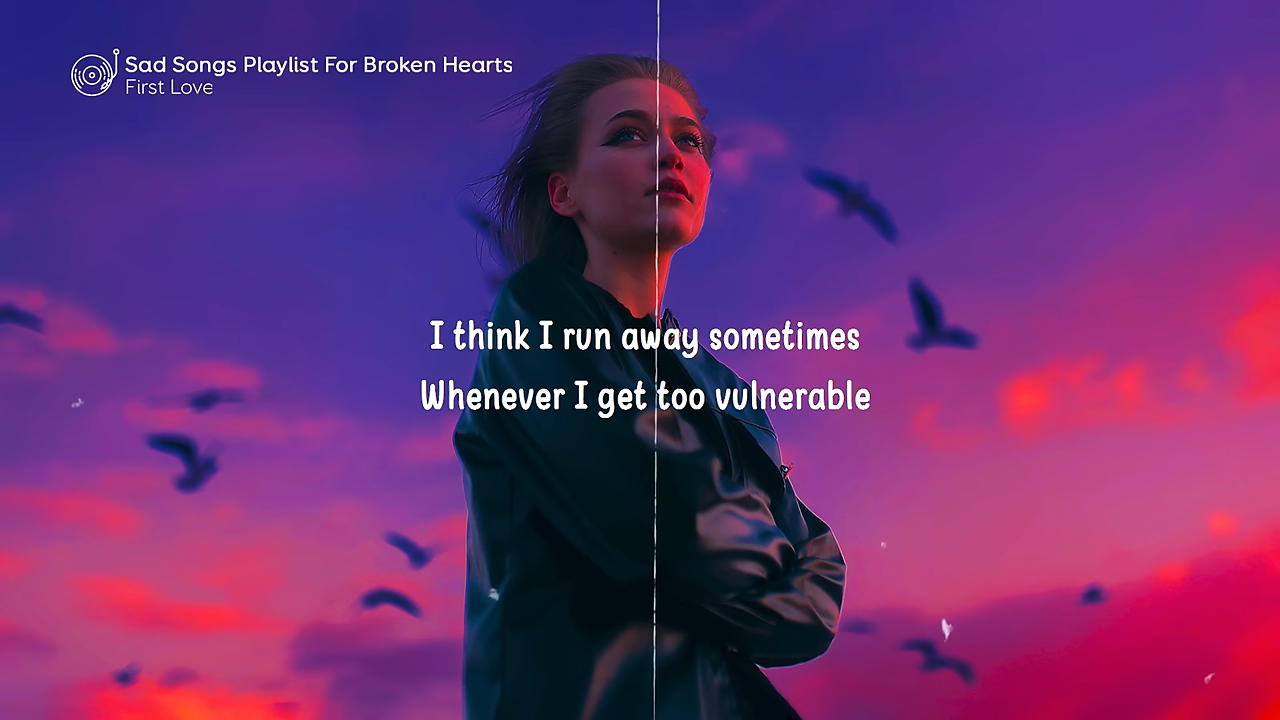 Sad Songs Playlist For Broken Hearts
First Love
I think I run away sometimes
Whenever I get too vulnerable